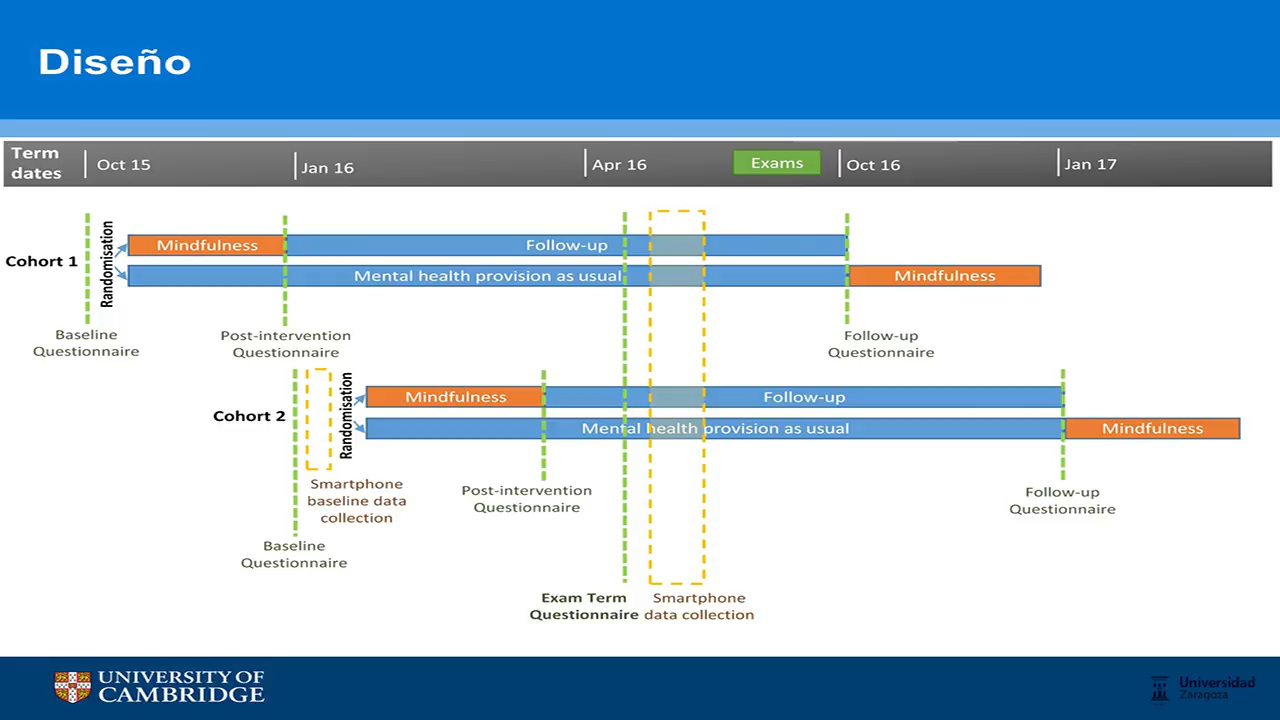 Diseño
Term
dates
Oct 15
Jan 16
Apr 16
Exams
Oct 16
Jan 17
Cohort 1
Randomisation
Mindfulness
Follow-up
Mental health provision as usual
Mindfulness
Baseline
Questionnaire
Post-intervention
Questionnaire
Follow-up
Questionnaire
Cohort 2
Randomisation
Mindfulness
Follow-up
Mental health provision as usual
Mindfulness
Smartphone
baseline data
collection
Post-intervention
Questionnaire
Follow-up
Questionnaire
Baseline
Questionnaire
Exam Term
Questionnaire
Smartphone
data collection
UNIVERSITY OF
CAMBRIDGE
Universidad
Zaragoza